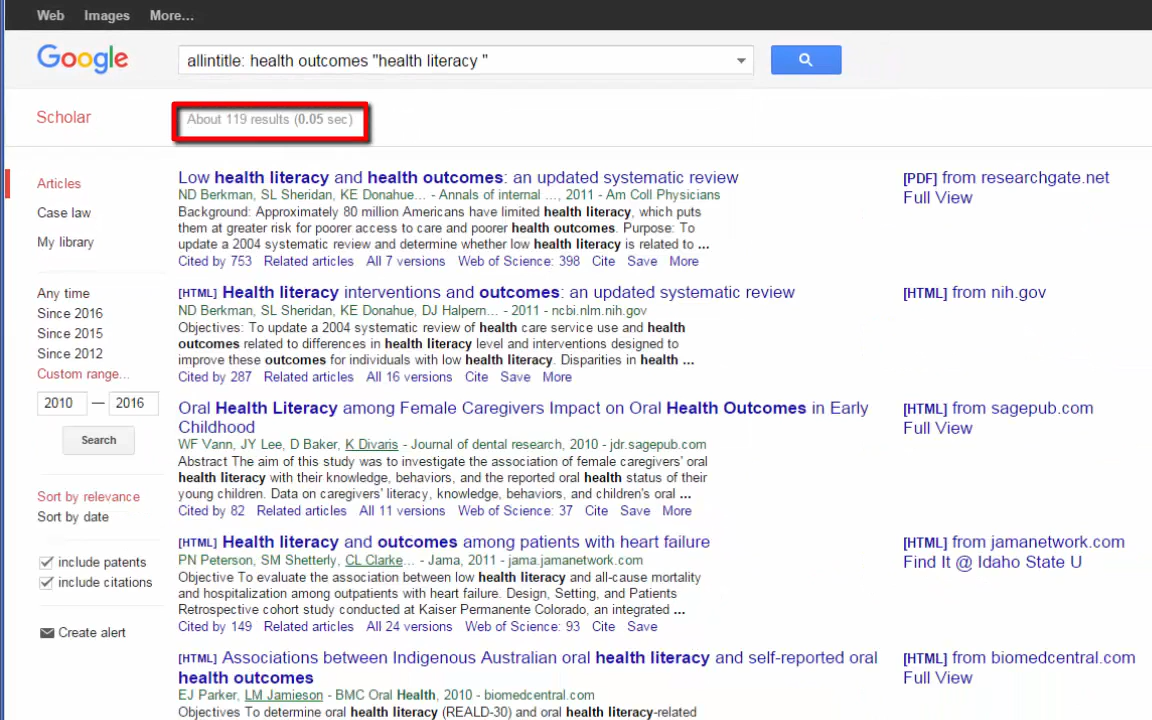 Web Images More...
Google
allintitle: health outcomes "health literacy "
Scholar
About 119 results (0.05 sec)
Articles
Case law
My library
Any time
Since 2016
Since 2015
Since 2012
Custom range...
2010 — 2016
Search
Sort by relevance
Sort by date
include patents
include citations
Create alert
Low health literacy and health outcomes: an updated systematic review
ND Berkman, SL Sheridan, KE Donahue... - Annals of internal ..., 2011 - Am Coll Physicians
Background: Approximately 80 million Americans have limited health literacy, which puts
them at greater risk for poorer access to care and poorer health outcomes. Purpose: To
update a 2004 systematic review and determine whether low health literacy is related to ...
Cited by 753 Related articles All 7 versions Web of Science: 398 Cite Save More
[PDF] from researchgate.net
Full View
[HTML] Health literacy interventions and outcomes: an updated systematic review
ND Berkman, SL Sheridan, KE Donahue, DJ Halpern... - 2011 - ncbi.nlm.nih.gov
Objectives: To update a 2004 systematic review of health care service use and health
outcomes related to differences in health literacy level and interventions designed to
improve these outcomes for individuals with low health literacy. Disparities in health ...
Cited by 287 Related articles All 16 versions Cite Save More
[HTML] from nih.gov
Oral Health Literacy among Female Caregivers Impact on Oral Health Outcomes in Early
Childhood
WF Vann, JY Lee, D Baker, K Divaris - Journal of dental research, 2010 - jdr.sagepub.com
Abstract The aim of this study was to investigate the association of female caregivers' oral
health literacy with their knowledge, behaviors, and the reported oral health status of their
young children. Data on caregivers' literacy, knowledge, behaviors, and children's oral ...
Cited by 82 Related articles All 11 versions Web of Science: 37 Cite Save More
[HTML] from sagepub.com
Full View
[HTML] Health literacy and outcomes among patients with heart failure
PN Peterson, SM Shetterly, CL Clarke... - Jama, 2011 - jama.jamanetwork.com
Objective To evaluate the association between low health literacy and all-cause mortality
and hospitalization among outpatients with heart failure. Design, Setting, and Patients
Retrospective cohort study conducted at Kaiser Permanente Colorado, an integrated ...
Cited by 149 Related articles All 24 versions Web of Science: 93 Cite Save
[HTML] from jamanetwork.com
Find It @ Idaho State U
[HTML] Associations between Indigenous Australian oral health literacy and self-reported oral
health outcomes
EJ Parker, LM Jamieson - BMC Oral Health, 2010 - biomedcentral.com
Objectives To determine oral health literacy (REALD-30) and oral health literacy-related
[HTML] from biomedcentral.com
Full View